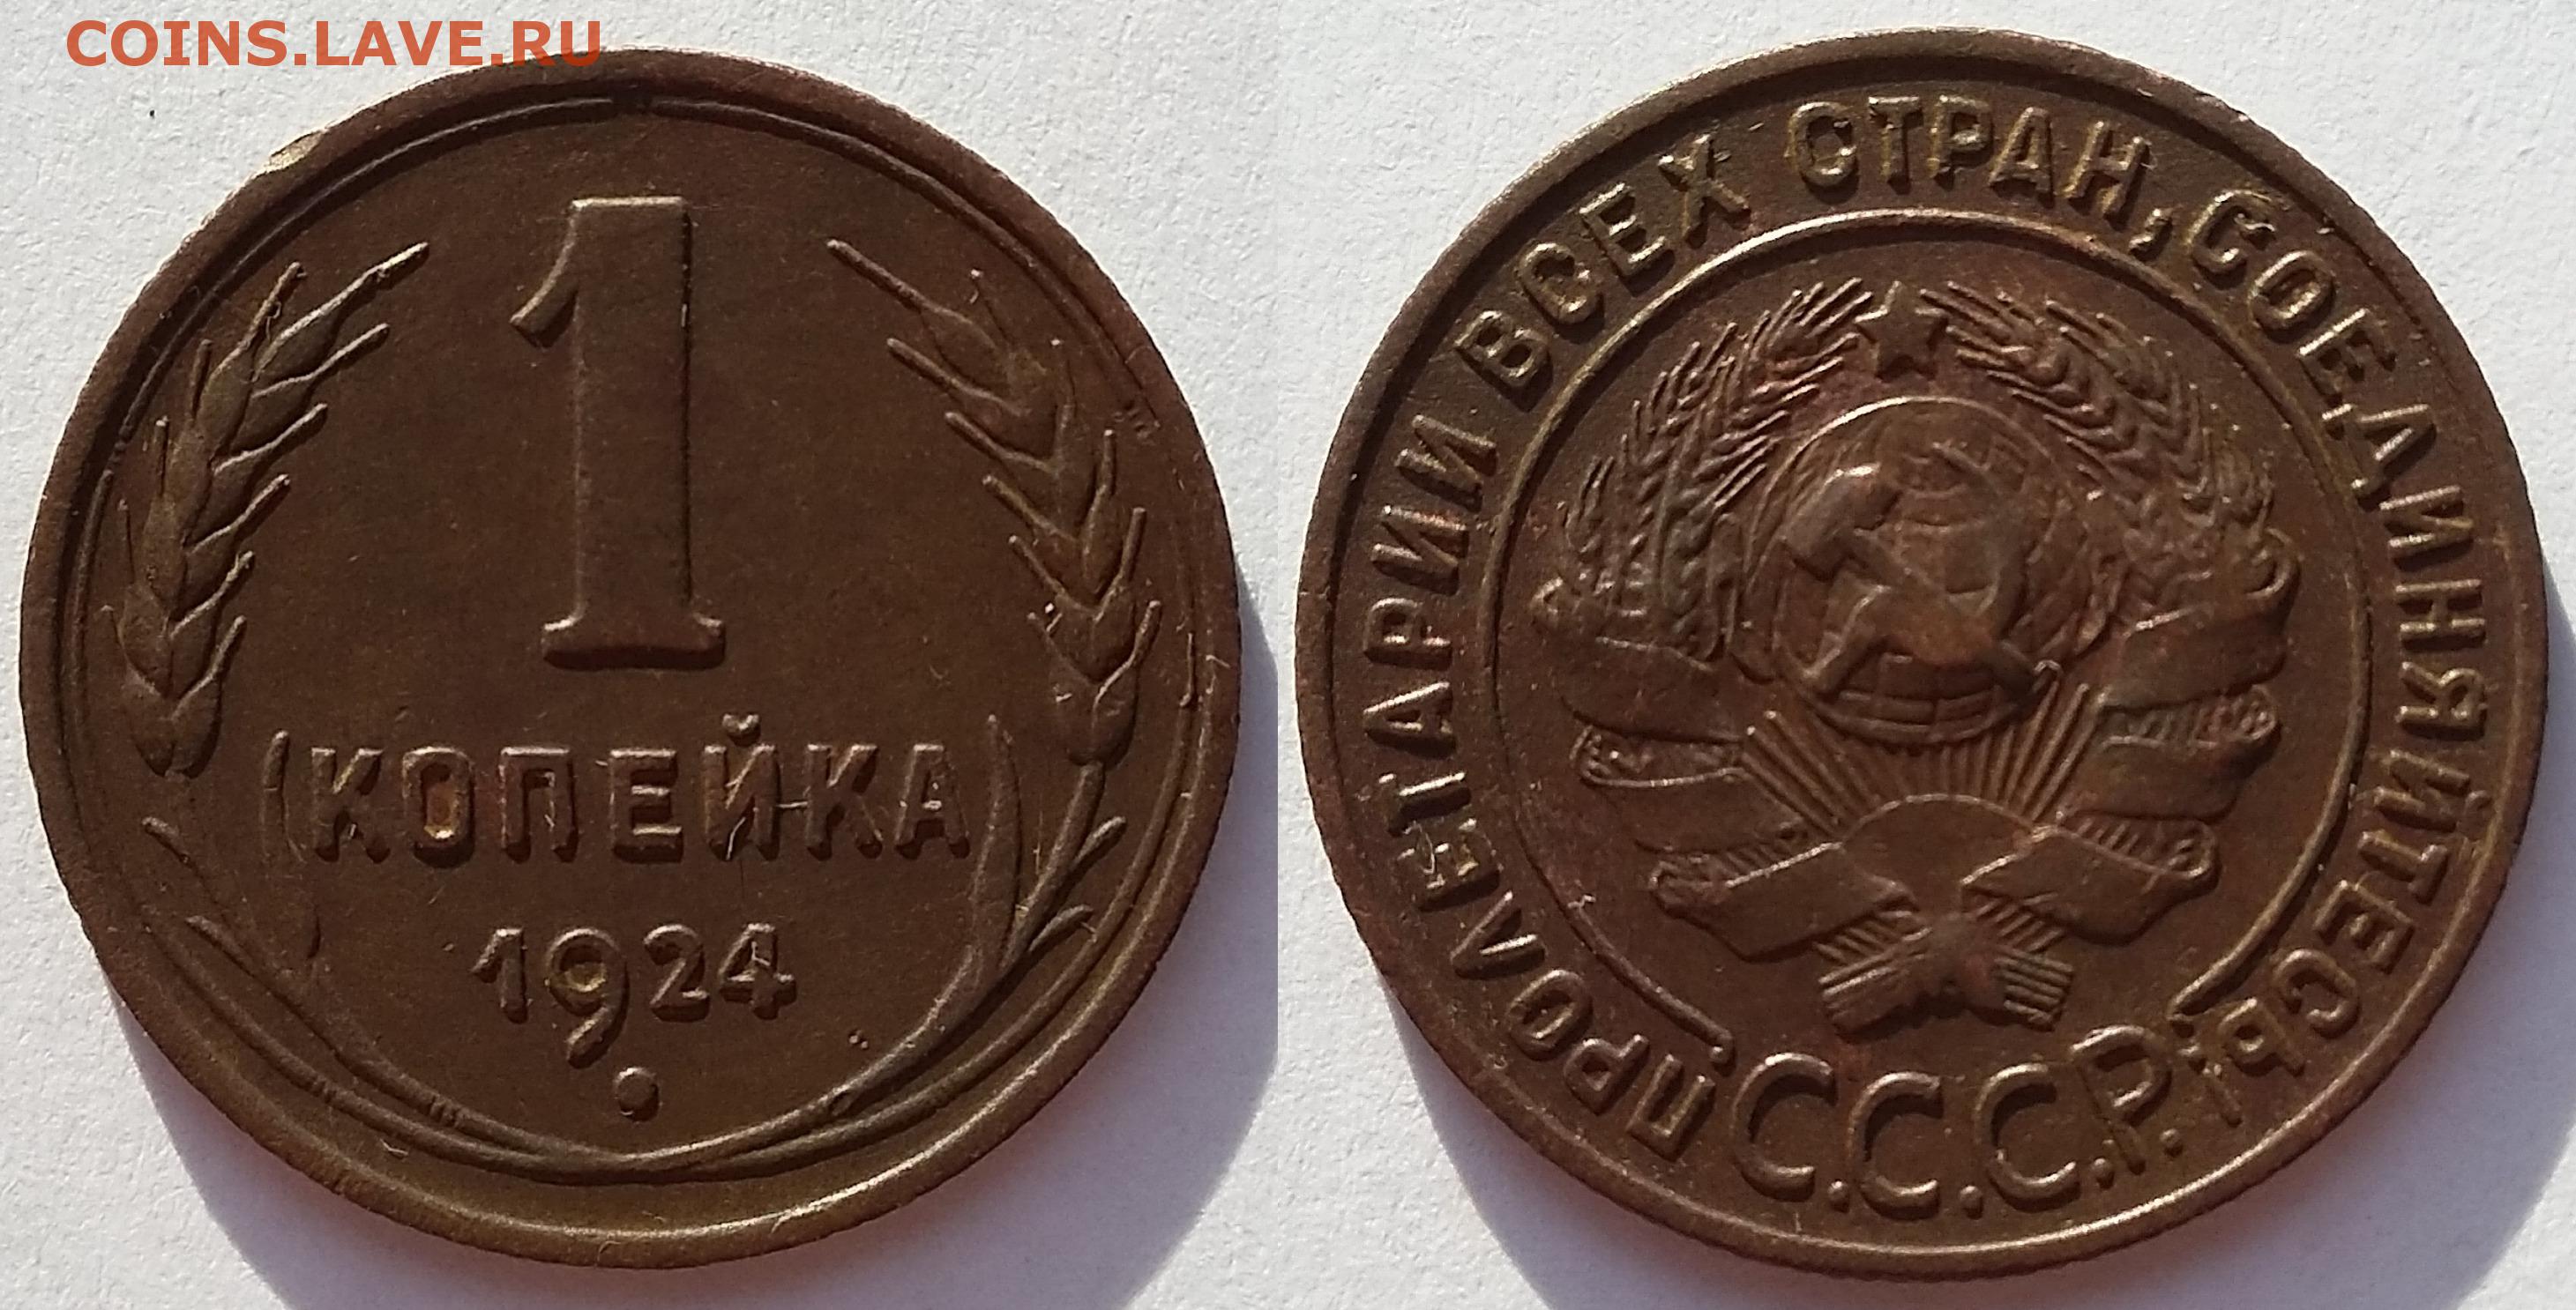 COINS.LAVE.RU
1
КОПЕЙКА
1924
ПРОЛЕТАРИИ ВСЕХ СТРАН, СОЕДИНЯЙТЕСЬ!
С.С.С.Р.